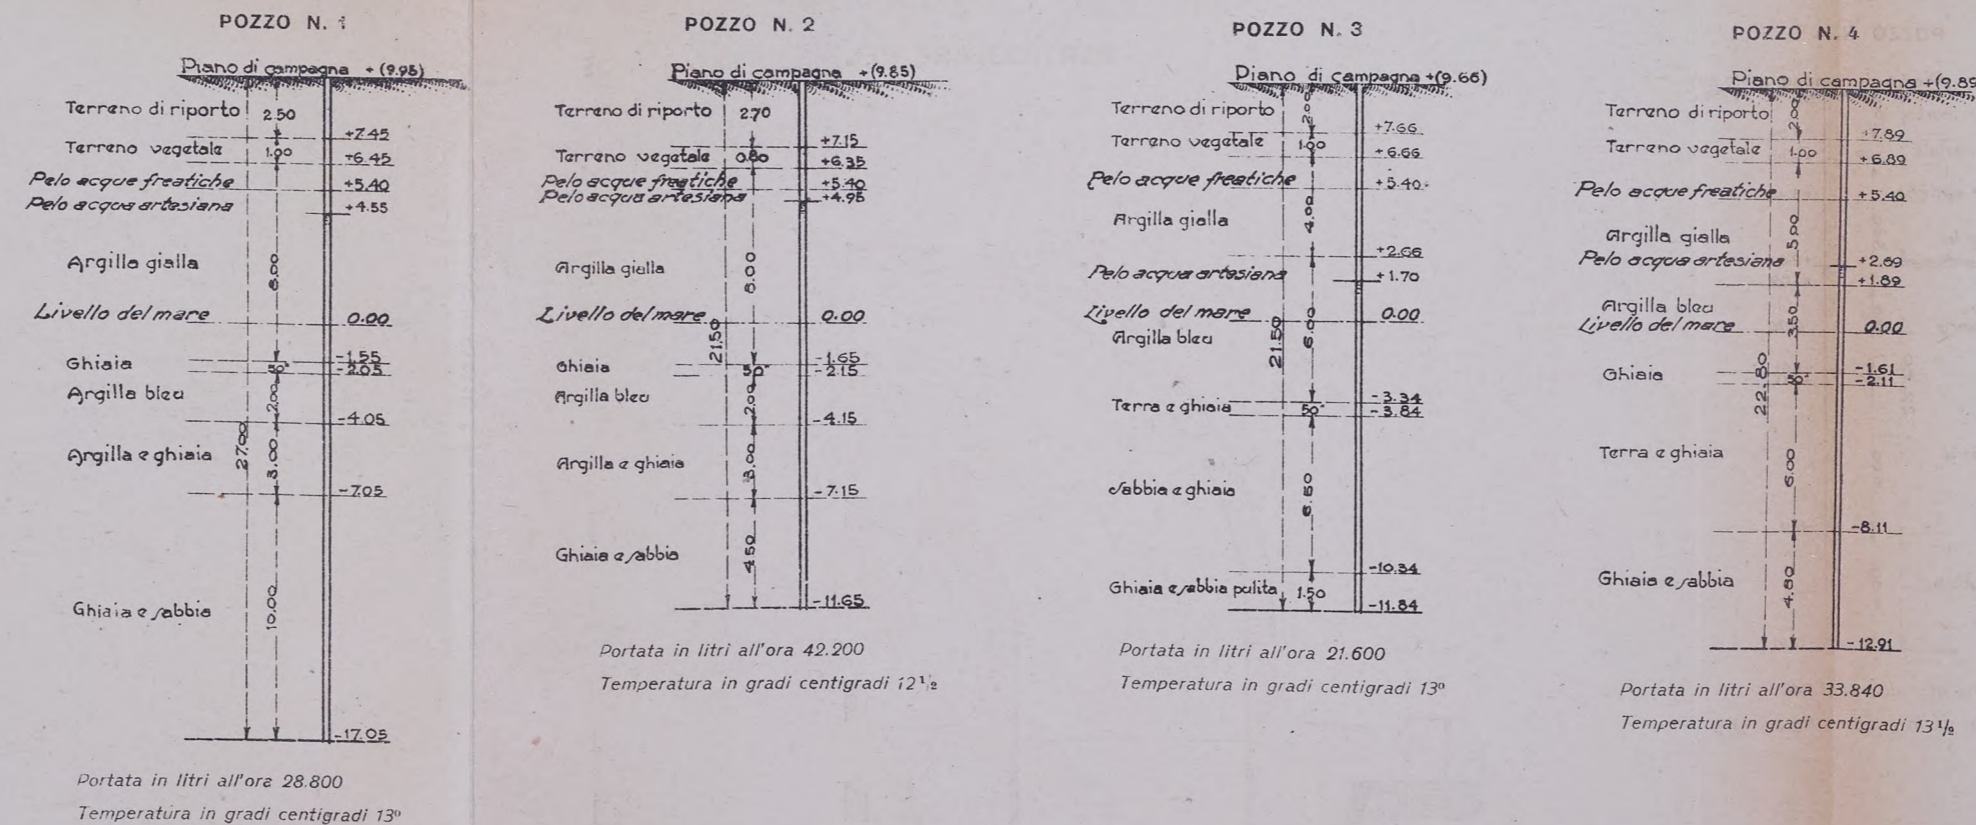 POZZO N. 1
Piano di campagna + (9.95)
Terreno di riporto 2.50
+7.45
Terreno vegetale 1.00
+6.45
Pelo acque freatiche +5.40
Pelo acqua artesiana +4.55
Argilla gialla 8.00
Livello del mare 0.00
-1.55
Ghiaia 50
-2.05
Argilla bleu 2.00
-4.05
Argilla e ghiaia 27.00 3.00
-7.05
Ghiaia e sabbia 10.00
-17.05
Portata in litri all'ora 28.800
Temperatura in gradi centigradi 13º
POZZO N. 2
Piano di campagna +(9.85)
Terreno di riporto 2.70
+7.15
Terreno vegetale 0.80
+6.35
Pelo acque freatiche +5.40
Pelo acqua artesiana +4.95
Argilla gialla 8.00
Livello del mare 0.00
21.50
-1.65
Ghiaia 50
-2.15
Argilla bleu 2.00
-4.15
Argilla e ghiaia 3.00
-7.15
Ghiaia e sabbia 4.50
-11.65
Portata in litri all'ora 42.200
Temperatura in gradi centigradi 12½
POZZO N. 3
Piano di campagna +(9.66)
Terreno di riporto 2.00
+7.66
Terreno vegetale 1.00
+6.66
Pelo acque freatiche +5.40
Argilla gialla 4.00
+2.66
Pelo acqua artesiana +1.70
Livello del mare 0.00
Argilla bleu 21.50 6.00
-3.34
Terra e ghiaia 50
-3.84
Sabbia e ghiaia 6.50
-10.34
Ghiaia e sabbia pulita 1.50
-11.84
Portata in litri all'ora 21.600
Temperatura in gradi centigradi 13º
POZZO N. 4
Piano di campagna +(9.89
Terreno di riporto 2.00
+7.89
Terreno vegetale 1.00
+6.89
Pelo acque freatiche +5.40
Argilla gialla 5.00
Pelo acqua artesiana +2.69
+1.89
Argilla bleu 3.50
Livello del mare 0.00
-1.61
Ghiaia 50
-2.11
22.80
Terra e ghiaia 6.00
-8.11
Ghiaia e sabbia 4.80
-12.91
Portata in litri all'ora 33.840
Temperatura in gradi centigradi 13½